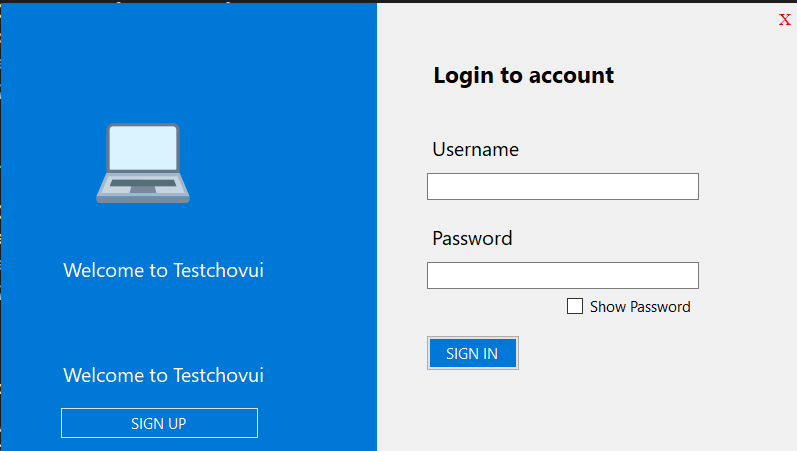 X
Login to account
Username
Password
Show Password
SIGN IN
Welcome to Testchovui
Welcome to Testchovui
SIGN UP